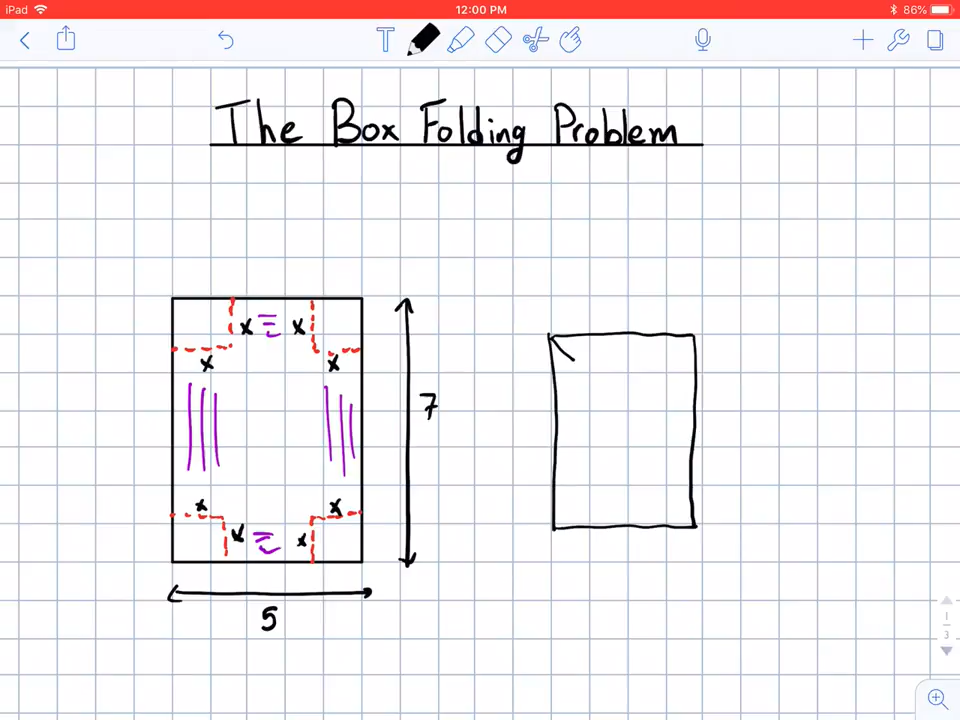 iPad 12:00 PM 86%
T
The Box Folding Problem
x x
x x
7
x x
x x
5
1
3